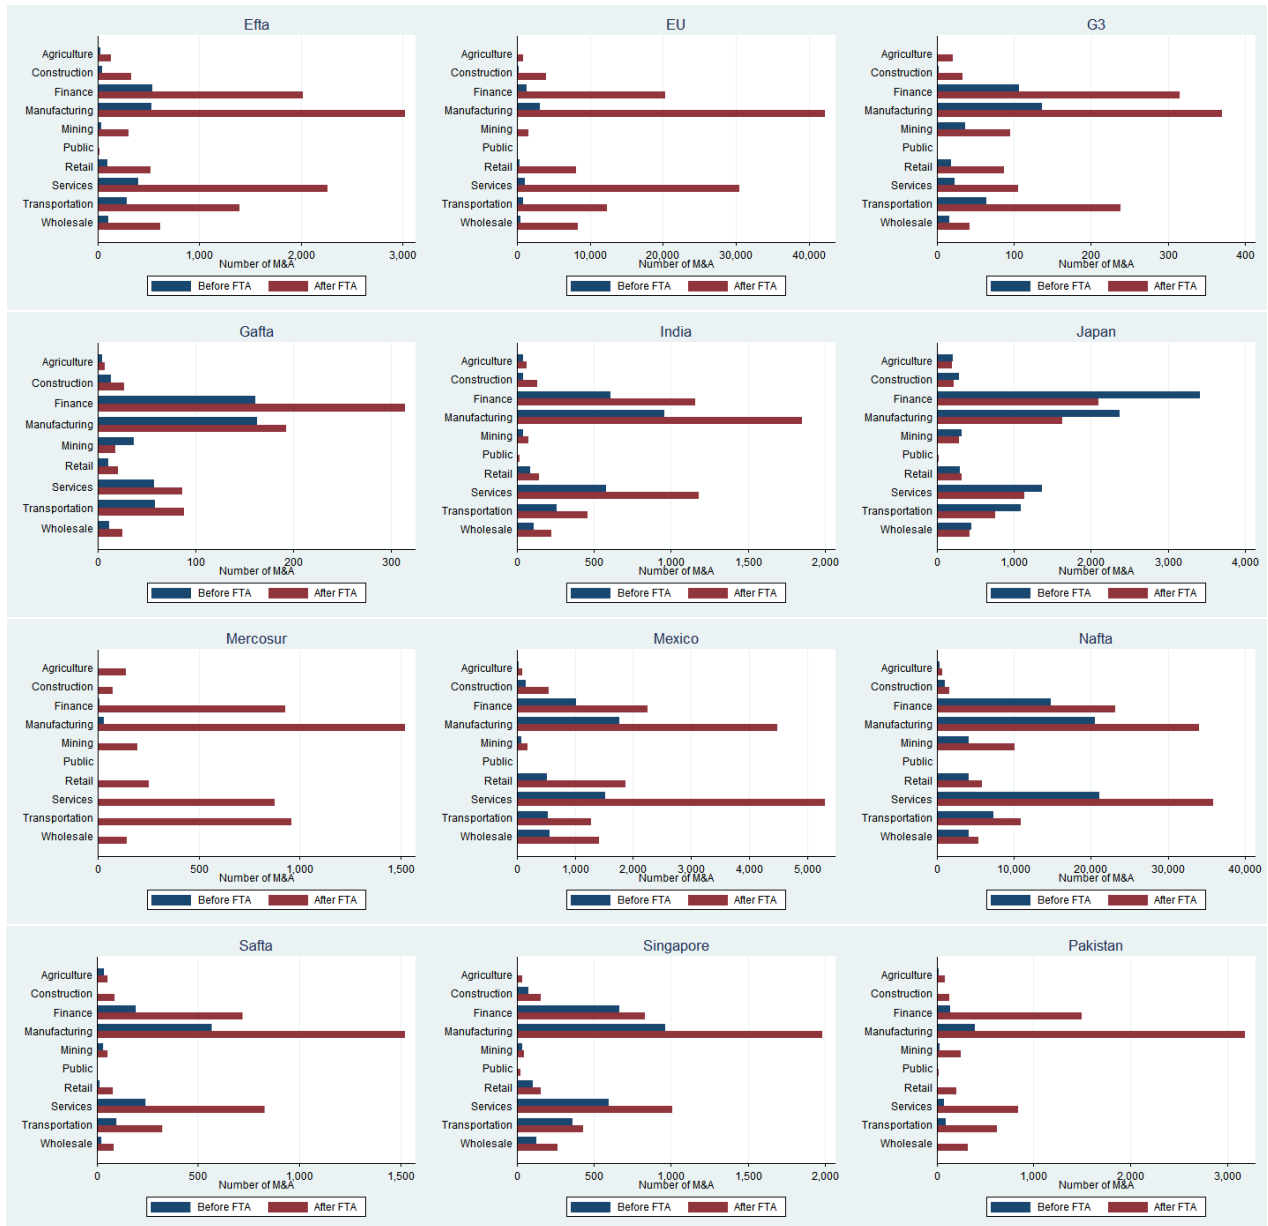 Efta
Agriculture
Construction
Finance
Manufacturing
Mining
Public
Retail
Services
Transportation
Wholesale
0 1,000 2,000 3,000
Number of M&A
Before FTA After FTA
EU
Agriculture
Construction
Finance
Manufacturing
Mining
Public
Retail
Services
Transportation
Wholesale
0 10,000 20,000 30,000 40,000
Number of M&A
Before FTA After FTA
G3
Agriculture
Construction
Finance
Manufacturing
Mining
Public
Retail
Services
Transportation
Wholesale
0 100 200 300 400
Number of M&A
Before FTA After FTA
Gafta
Agriculture
Construction
Finance
Manufacturing
Mining
Retail
Services
Transportation
Wholesale
0 100 200 300
Number of M&A
Before FTA After FTA
India
Agriculture
Construction
Finance
Manufacturing
Mining
Public
Retail
Services
Transportation
Wholesale
0 500 1,000 1,500 2,000
Number of M&A
Before FTA After FTA
Japan
Agriculture
Construction
Finance
Manufacturing
Mining
Public
Retail
Services
Transportation
Wholesale
0 1,000 2,000 3,000 4,000
Number of M&A
Before FTA After FTA
Mercosur
Agriculture
Construction
Finance
Manufacturing
Mining
Public
Retail
Services
Transportation
Wholesale
0 500 1,000 1,500
Number of M&A
Before FTA After FTA
Mexico
Agriculture
Construction
Finance
Manufacturing
Mining
Public
Retail
Services
Transportation
Wholesale
0 1,000 2,000 3,000 4,000 5,000
Number of M&A
Before FTA After FTA
Nafta
Agriculture
Construction
Finance
Manufacturing
Mining
Public
Retail
Services
Transportation
Wholesale
0 10,000 20,000 30,000 40,000
Number of M&A
Before FTA After FTA
Safta
Agriculture
Construction
Finance
Manufacturing
Mining
Public
Retail
Services
Transportation
Wholesale
0 500 1,000 1,500
Number of M&A
Before FTA After FTA
Singapore
Agriculture
Construction
Finance
Manufacturing
Mining
Public
Retail
Services
Transportation
Wholesale
0 500 1,000 1,500 2,000
Number of M&A
Before FTA After FTA
Pakistan
Agriculture
Construction
Finance
Manufacturing
Mining
Public
Retail
Services
Transportation
Wholesale
0 1,000 2,000 3,000
Number of M&A
Before FTA After FTA